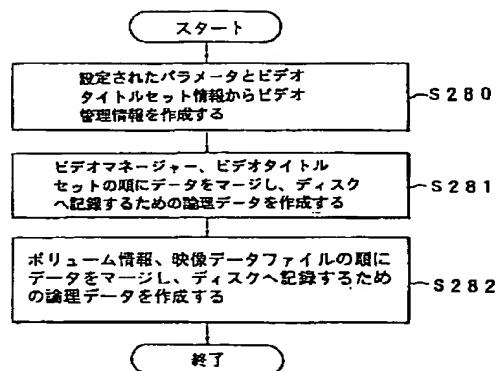 スタート
設定されたパラメータとビデオ
タイトルセット情報からビデオ
管理情報を作成する
S280
ビデオマネージャー、ビデオタイトル
セットの順にデータをマージし、ディスク
へ記録するための論理データを作成する
S281
ボリューム情報、映像データファイルの順に
データをマージし、ディスクへ記録するため
の論理データを作成する
S282
終了